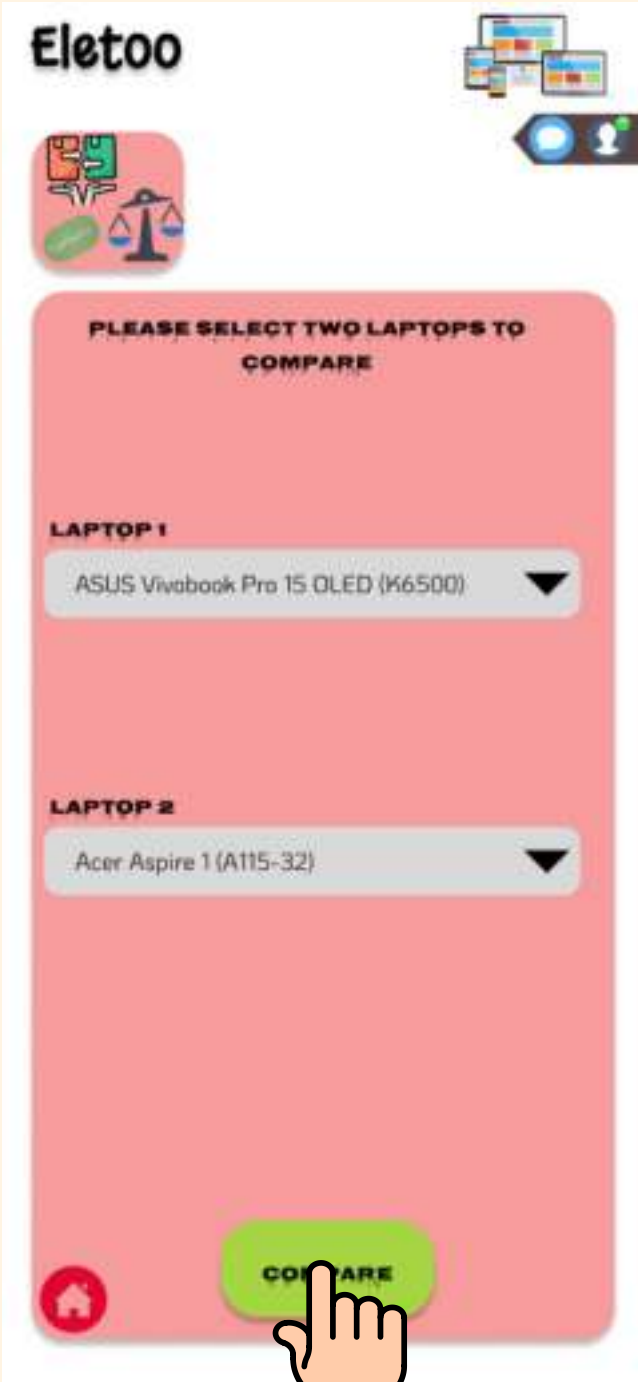 Eletoo
PLEASE SELECT TWO LAPTOPS TO
COMPARE
LAPTOP 1
ASUS Vivobook Pro 15 OLED (K6500)
LAPTOP 2
Acer Aspire 1 (A115-32)
COMPARE